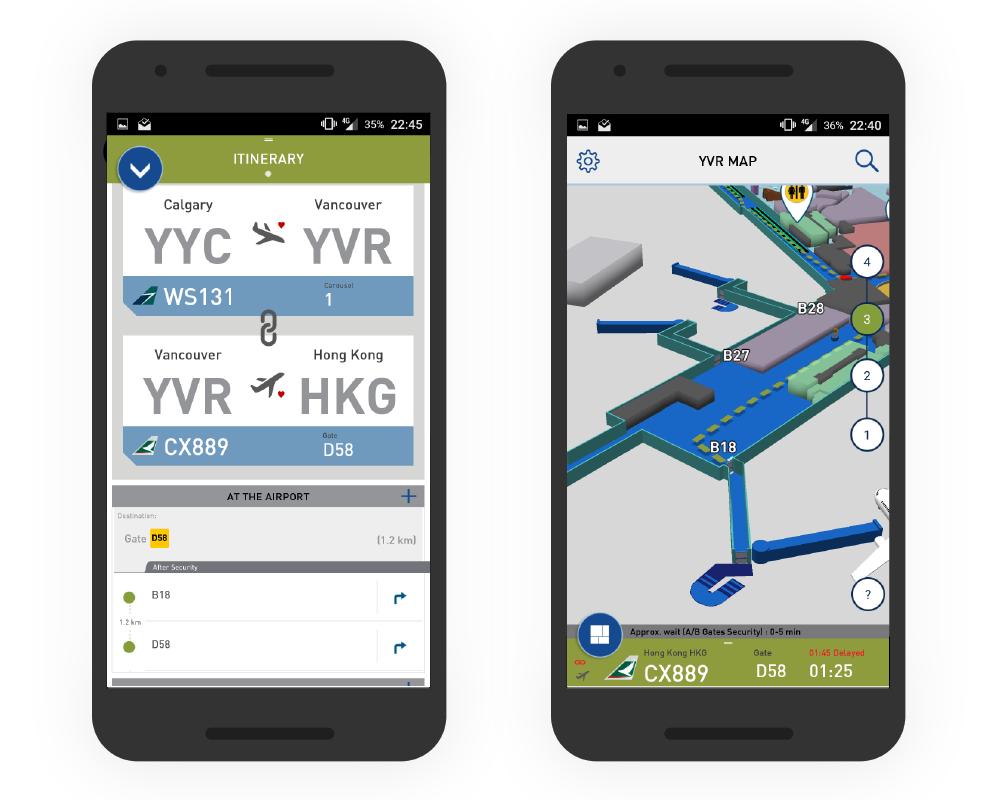 4G 35% 22:45
ITINERARY
Calgary Vancouver
YYC YVR
WS131 Carousel 1
Vancouver Hong Kong
YVR HKG
CX889 Gate D58
AT THE AIRPORT +
Destination:
Gate D58 (1.2 km)
After Security
B18
1.2 km
D58
4G 36% 22:40
YVR MAP
4
B28
3
B27
2
1
B18
?
Approx. wait (A/B Gates Security) : 0-5 min
Hong Kong HKG Gate 01:45 Delayed
CX889 D58 01:25